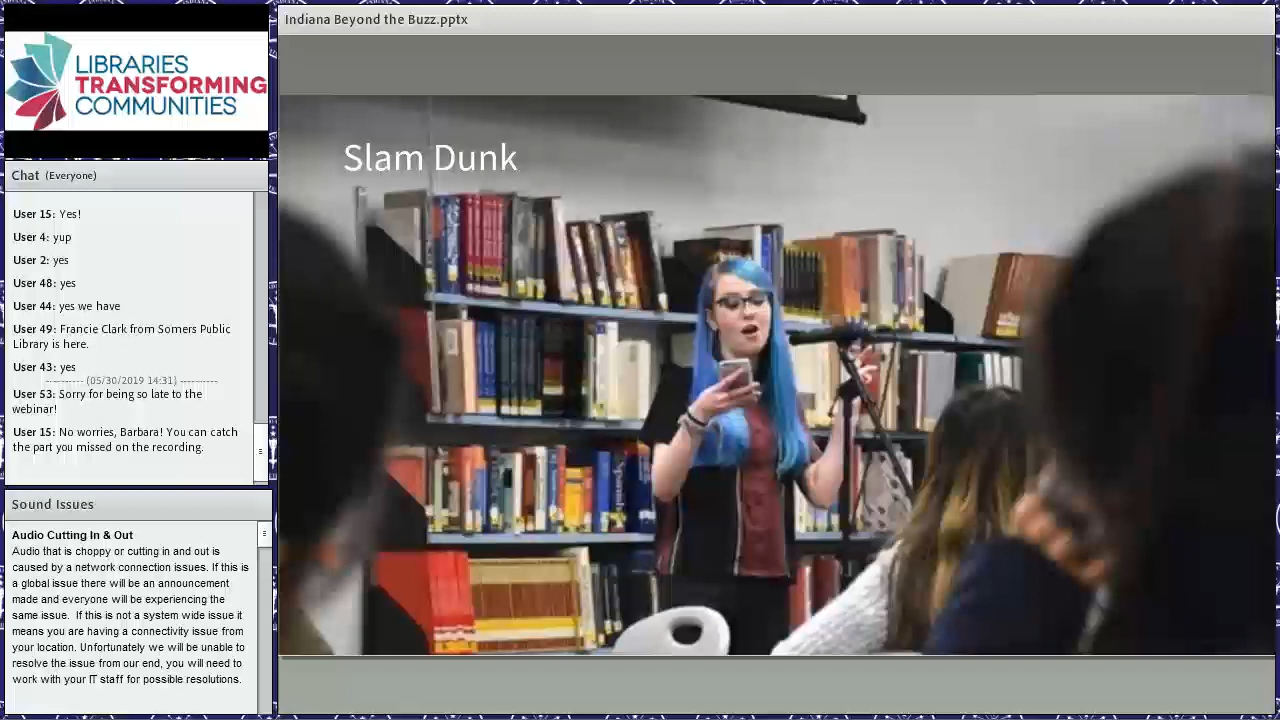 Indiana Beyond the Buzz.pptx
LIBRARIES
TRANSFORMING
COMMUNITIES
Chat (Everyone)
User 15: Yes!
User 4: yup
User 2: yes
User 48: yes
User 44: yes we have
User 49: Francie Clark from Somers Public
Library is here.
User 43: yes
---------- (05/30/2019 14:31) ----------
User 53: Sorry for being so late to the
webinar!
User 15: No worries, Barbara! You can catch
the part you missed on the recording.
Sound Issues
Audio Cutting In & Out
Audio that is choppy or cutting in and out is
caused by a network connection issues. If this is
a global issue there will be an announcement
made and everyone will be experiencing the
same issue.  If this is not a system wide issue it
means you are having a connectivity issue from
your location. Unfortunately we will be unable to
resolve the issue from our end, you will need to
work with your IT staff for possible resolutions.
Slam Dunk